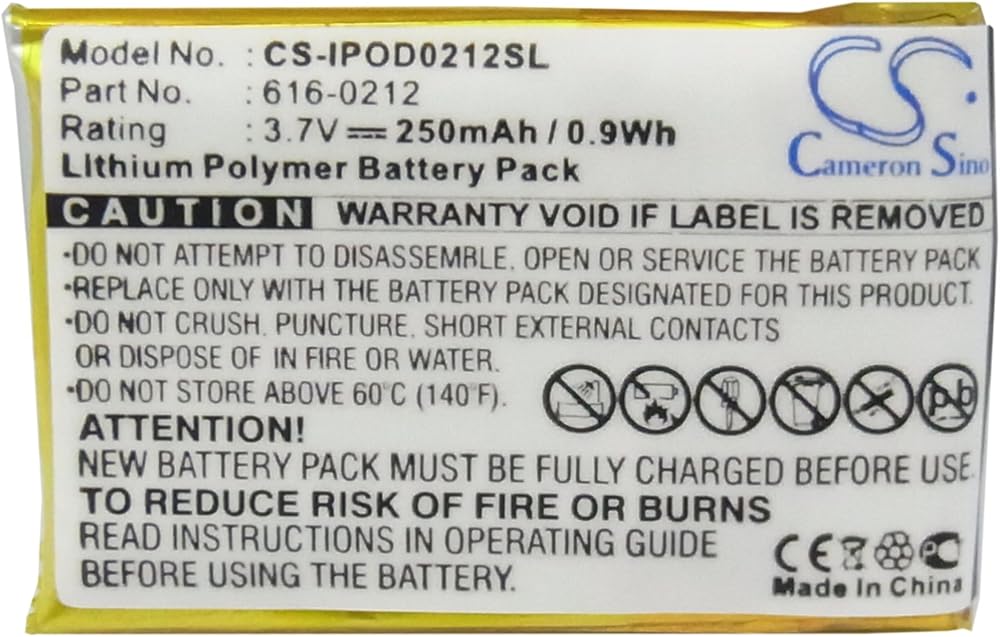 Model No. : CS-IPOD0212SL
Part No. : 616-0212
Rating : 3.7V 250mAh / 0.9Wh
Lithium Polymer Battery Pack
CS
Cameron Sino
CAUTION WARRANTY VOID IF LABEL IS REMOVED
·DO NOT ATTEMPT TO DISASSEMBLE, OPEN OR SERVICE THE BATTERY PACK
·REPLACE ONLY WITH THE BATTERY PACK DESIGNATED FOR THIS PRODUCT.
·DO NOT CRUSH, PUNCTURE, SHORT EXTERNAL CONTACTS
OR DISPOSE OF IN FIRE OR WATER.
·DO NOT STORE ABOVE 60°C (140°F).
Pb
ATTENTION!
NEW BATTERY PACK MUST BE FULLY CHARGED BEFORE USE.
TO REDUCE RISK OF FIRE OR BURNS
READ INSTRUCTIONS IN OPERATING GUIDE
BEFORE USING THE BATTERY.
CE
Made In China